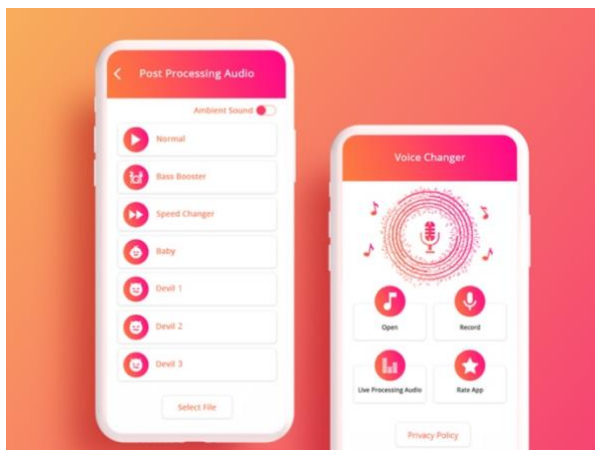 Post Processing Audio
Ambient Sound
Normal
Bass Booster
Speed Changer
Baby
Devil 1
Devil 2
Devil 3
Select File
Voice Changer
Open
Record
Live Processing Audio
Rate App
Privacy Policy